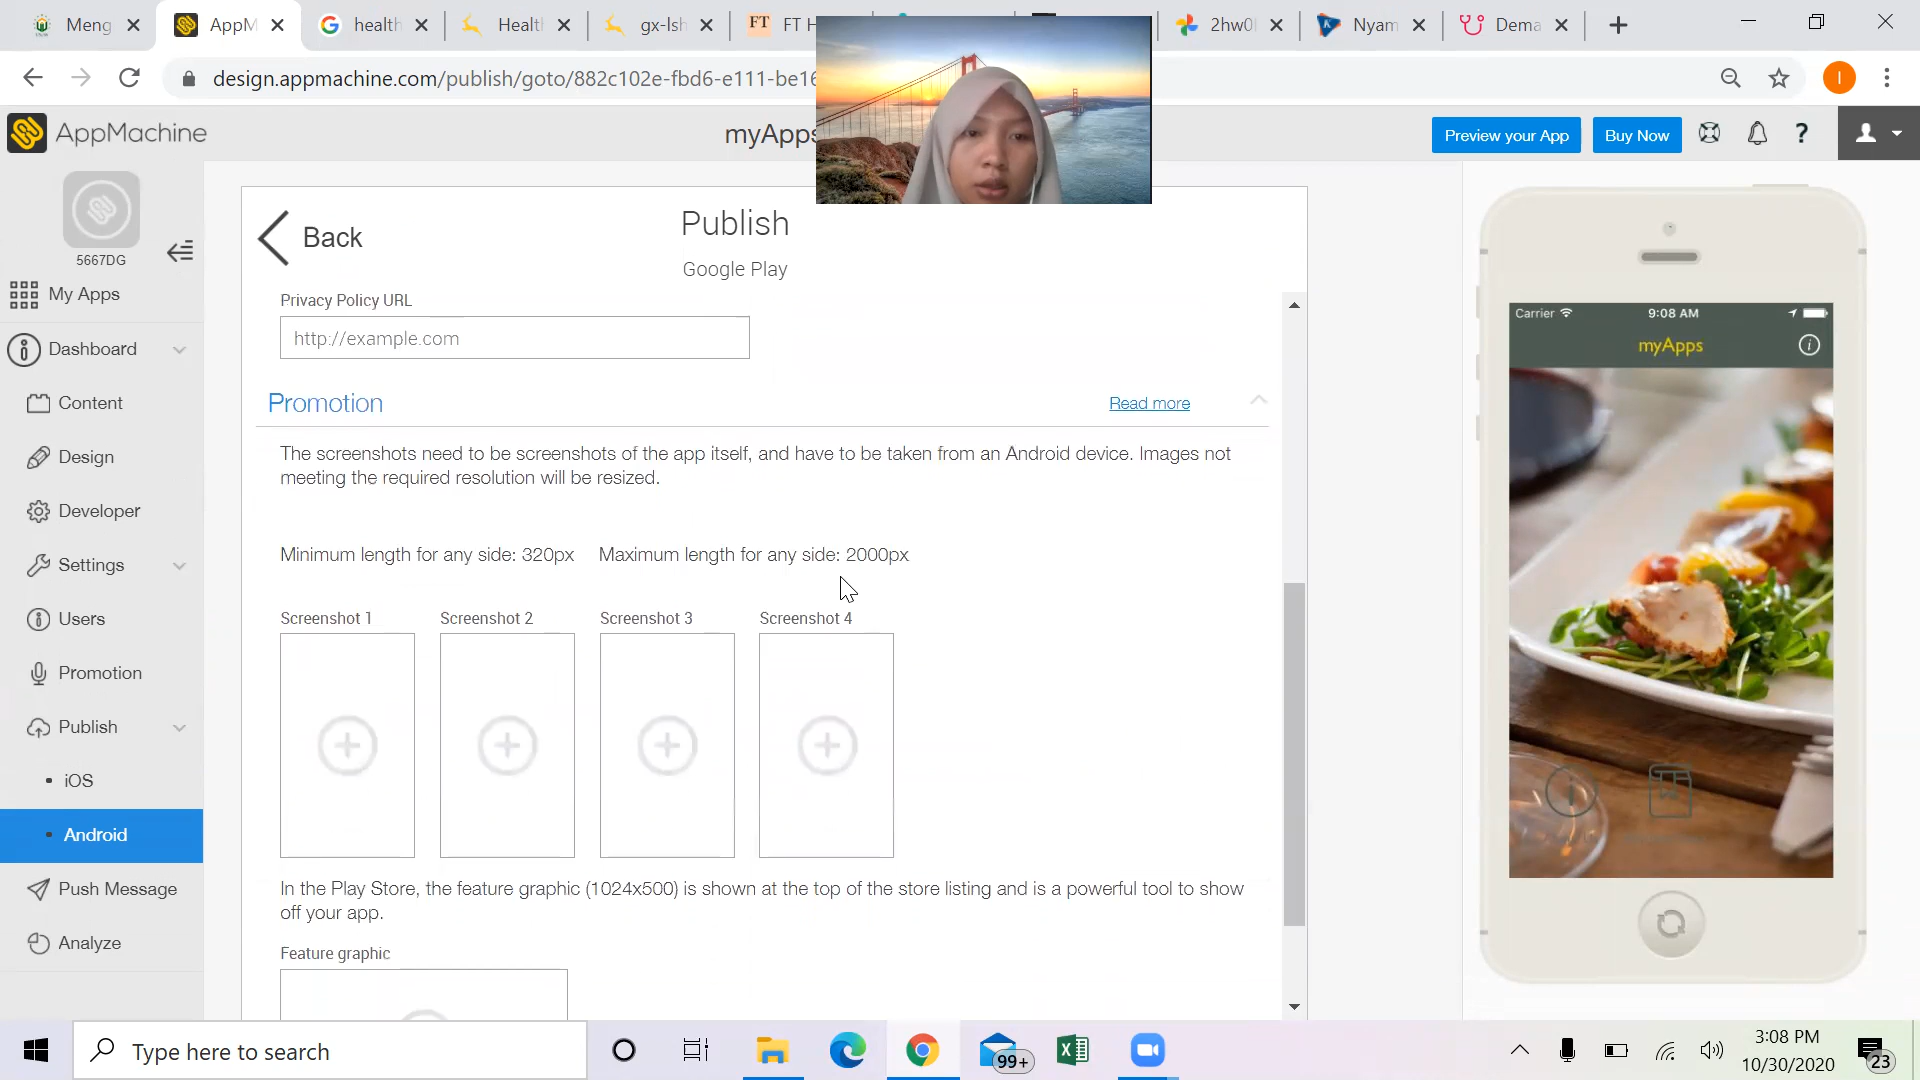 Meng
AppM
health
Healt
gx-lsh
FT
FT H
2hw0
Nyam
Dema
design.appmachine.com/publish/goto/882c102e-fbd6-e111-be16
I
AppMachine
myApps
Preview your App
Buy Now
?
5667DG
My Apps
Dashboard
Content
Design
Developer
Settings
Users
Promotion
Publish
• iOS
• Android
Push Message
Analyze
Back
Publish
Google Play
Privacy Policy URL
http://example.com
Promotion
Read more
The screenshots need to be screenshots of the app itself, and have to be taken from an Android device. Images not
meeting the required resolution will be resized.
Minimum length for any side: 320px Maximum length for any side: 2000px
Screenshot 1 Screenshot 2 Screenshot 3 Screenshot 4
In the Play Store, the feature graphic (1024x500) is shown at the top of the store listing and is a powerful tool to show
off your app.
Feature graphic
Carrier 9:08 AM
myApps
Type here to search
99+
3:08 PM
10/30/2020
23